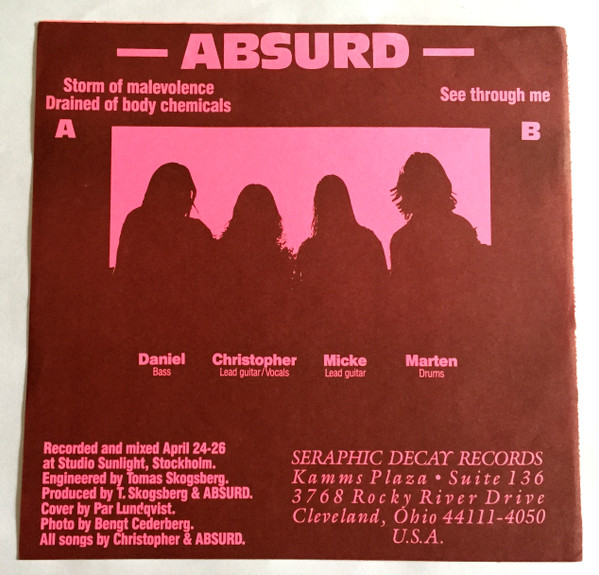 — ABSURD —
Storm of malevolence
Drained of body chemicals
See through me
A
B
Daniel
Bass
Christopher
Lead guitar/Vocals
Micke
Lead guitar
Marten
Drums
Recorded and mixed April 24-26
at Studio Sunlight, Stockholm.
Engineered by Tomas Skogsberg.
Produced by T. Skogsberg & ABSURD.
Cover by Par Lundqvist.
Photo by Bengt Cederberg.
All songs by Christopher & ABSURD.
SERAPHIC DECAY RECORDS
Kamms Plaza • Suite 136
3768 Rocky River Drive
Cleveland, Ohio 44111-4050
U.S.A.